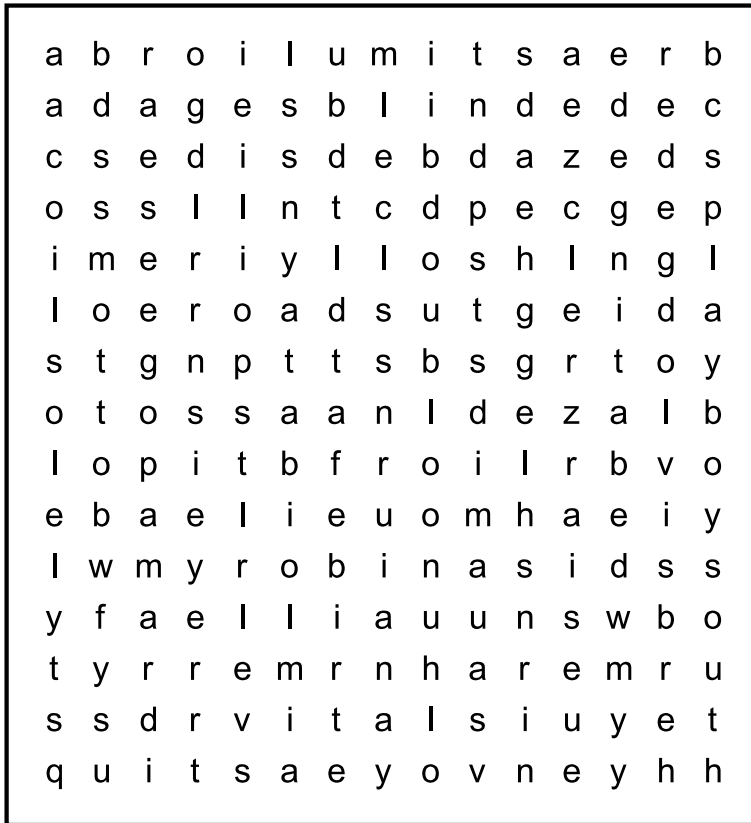 a b r o i l u m i t s a e r b
a d a g e s b l i n d e d e c
c s e d i s d e b d a z e d s
o s s l l n t c d p e c g e p
i m e r i y l l o s h l n g l
l o e r o a d s u t g e i d a
s t g n p t t s b s g r t o y
o t o s s a a n l d e z a l b
l o p i t b f r o i l r b v o
e b a e l i e u o m h a e i y
l w m y r o b i n a s i d s s
y f a e l l i a u u n s w b o
t y r r e m r n h a r e m r u
s s d r v i t a l s i u y e t
q u i t s a e y o v n e y h h